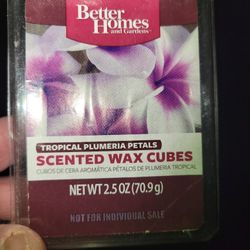 Better
Homes
and Gardens
TROPICAL PLUMERIA PETALS
SCENTED WAX CUBES
CUBOS DE CERA AROMÁTICA PÉTALOS DE PLUMERIA TROPICAL
NET WT 2.5 OZ (70.9 g)
NOT FOR INDIVIDUAL SALE